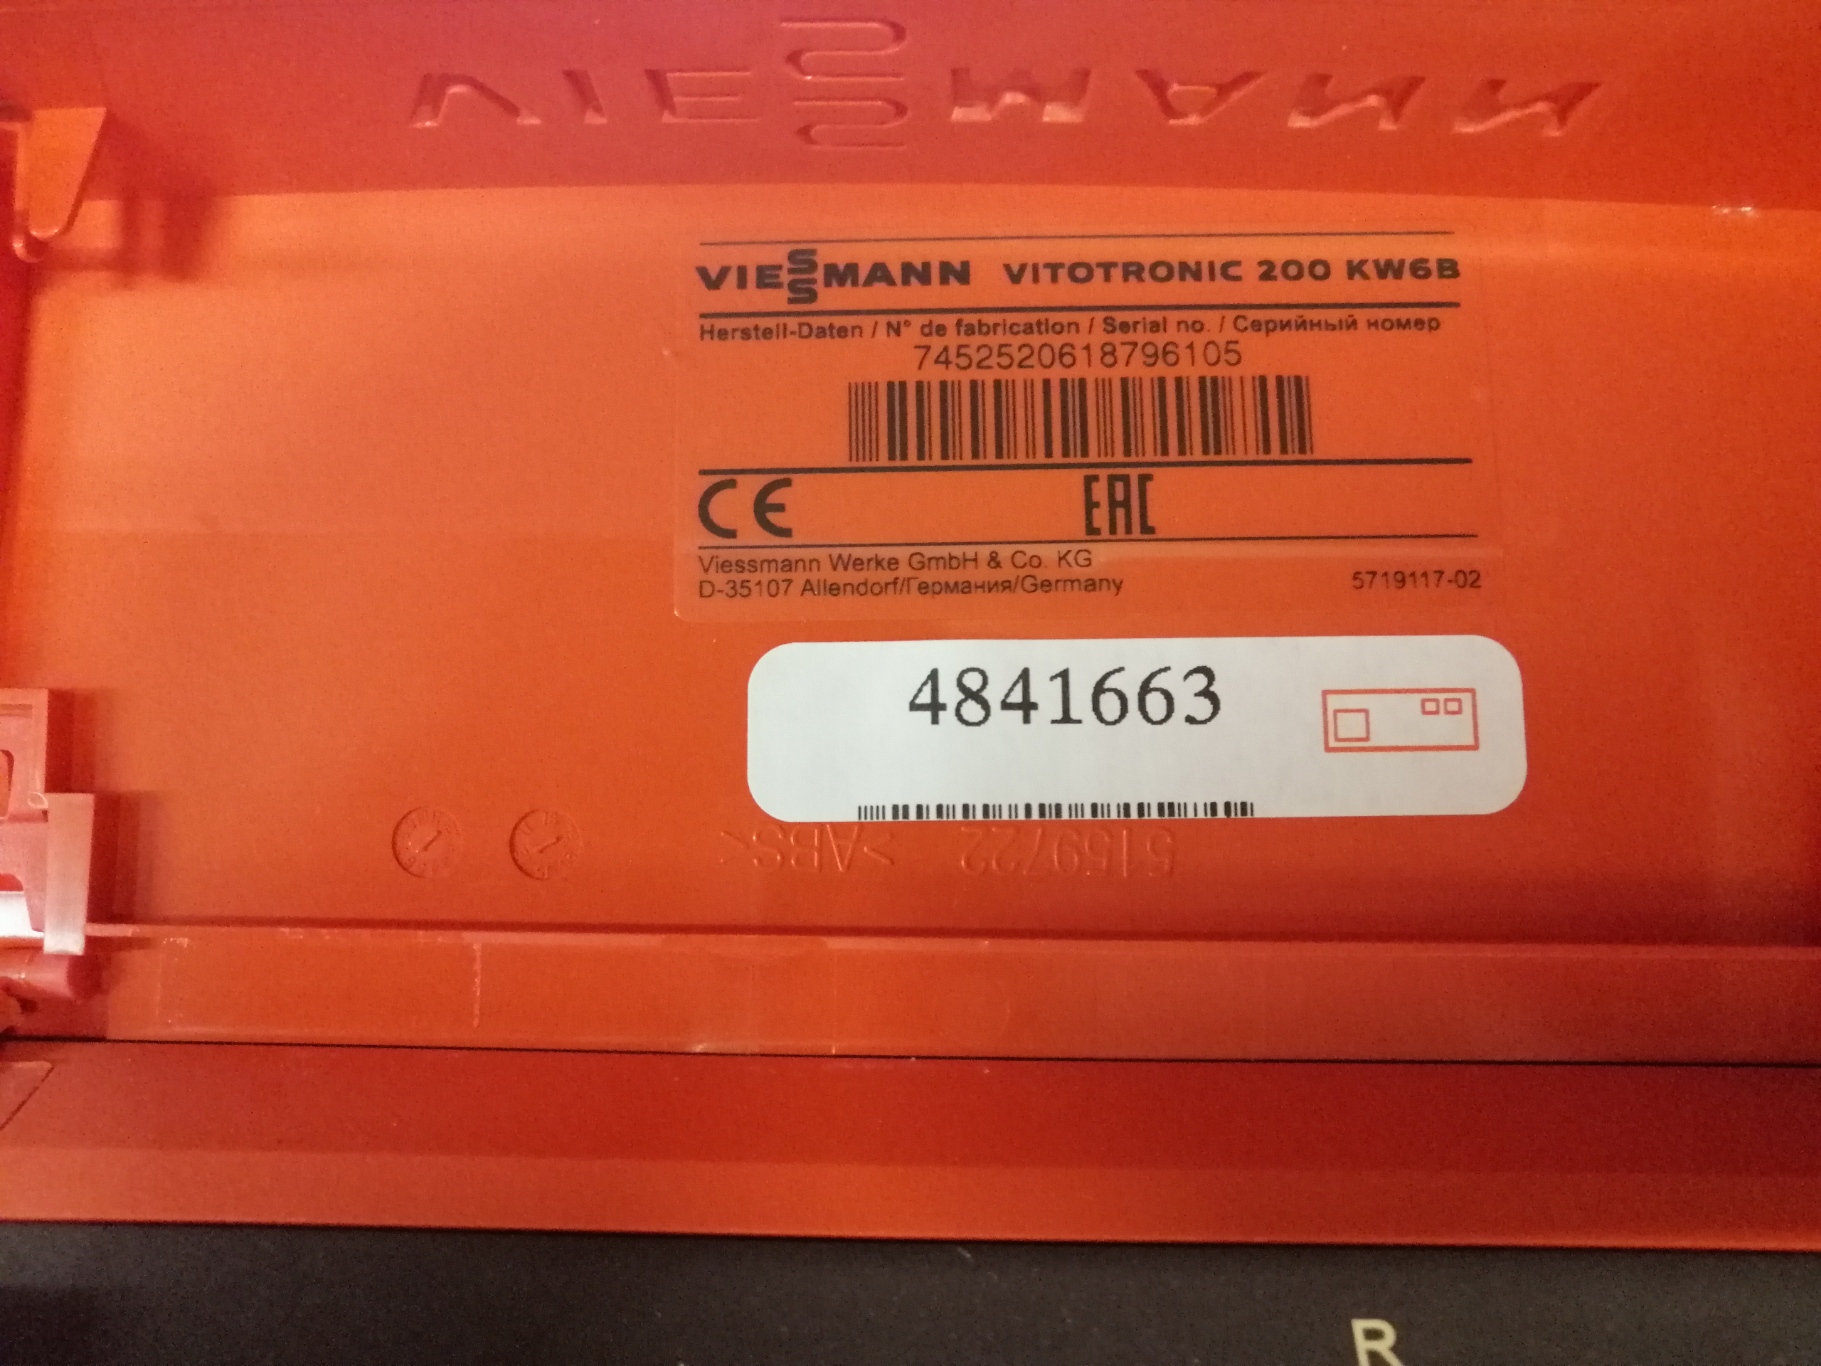 VIESSMANN
VIESSMANN VITOTRONIC 200 KW6B
Herstell-Daten / N° de fabrication / Serial no. / Серийный номер
7452520618796105
CE EAC
Viessmann Werke GmbH & Co. KG
D-35107 Allendorf/Германия/Germany 5719117-02
4841663
5159722 >ABS<
R